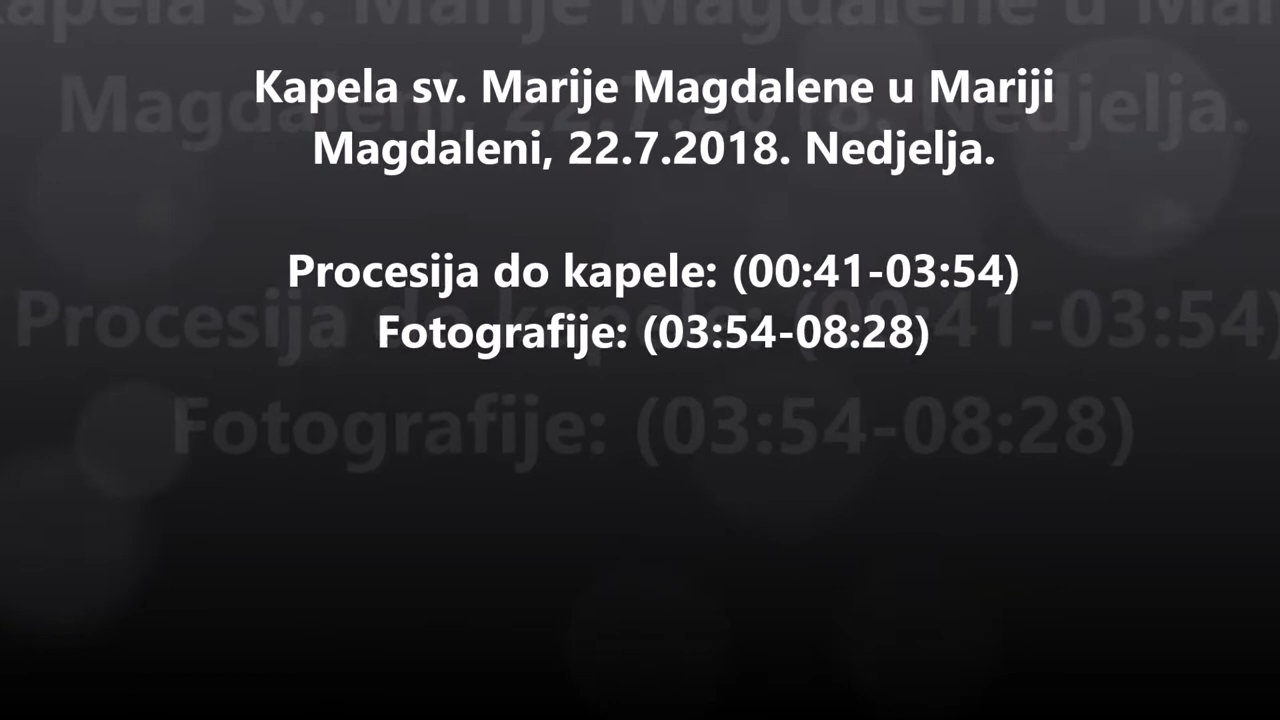 Kapela sv. Marije Magdalene u Mariji
Magdaleni, 22.7.2018. Nedjelja.
Procesija do kapele: (00:41-03:54)
Fotografije: (03:54-08:28)